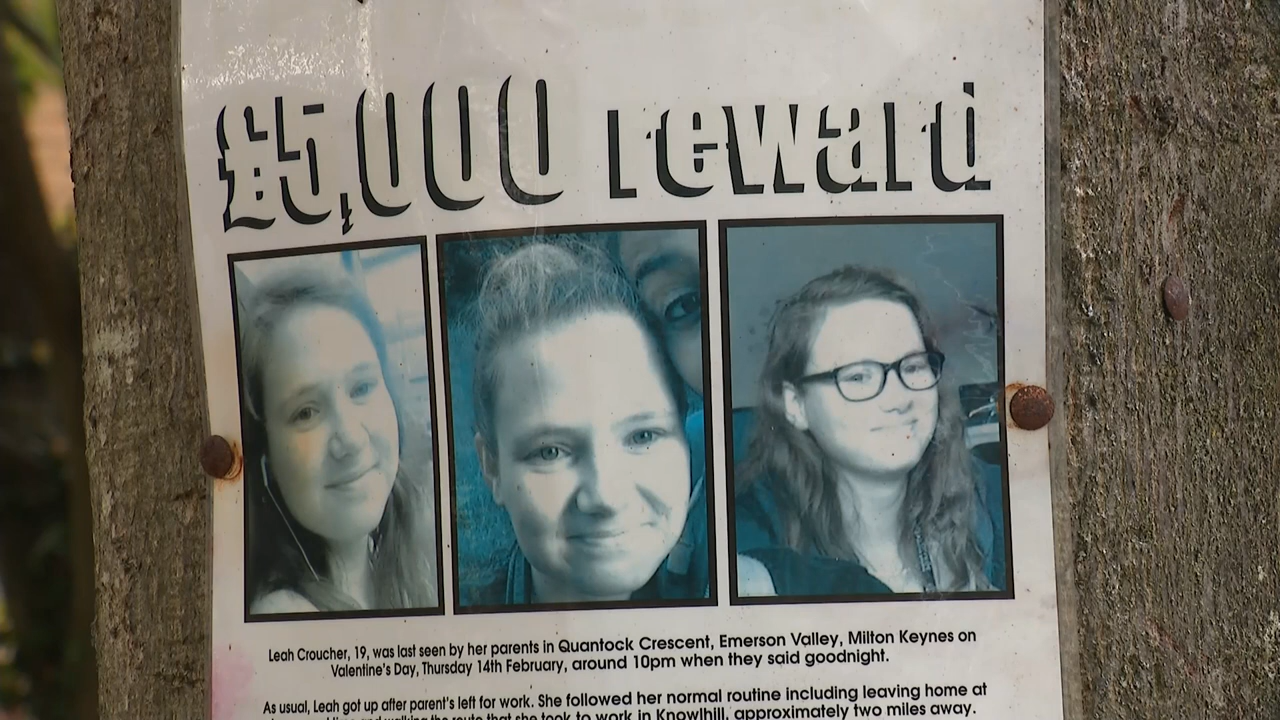 £5,000 reward
Leah Croucher, 19, was last seen by her parents in Quantock Crescent, Emerson Valley, Milton Keynes on
Valentine's Day, Thursday 14th February, around 10pm when they said goodnight.
As usual, Leah got up after parent's left for work. She followed her normal routine including leaving home at
time and walking the route that she took to work in Knowlhill, approximately two miles away.